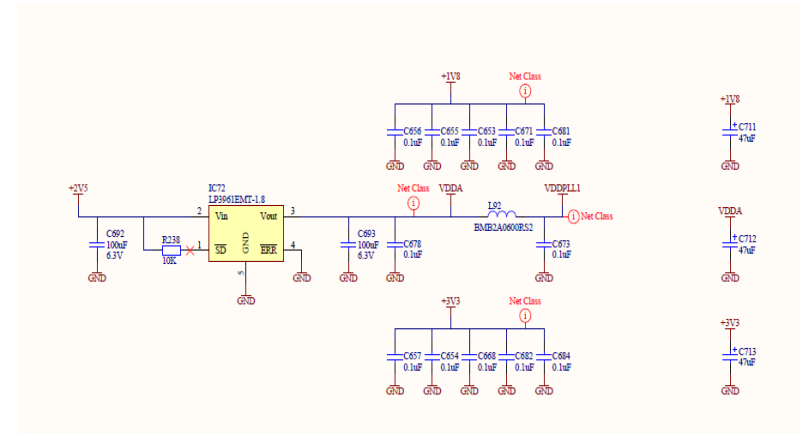 +1V8 Net Class
i
+1V8
C656 C655 C653 C671 C681
0.1uF 0.1uF 0.1uF 0.1uF 0.1uF
+ C711
47uF
GND GND GND GND GND
GND
+2V5
IC72
LP3961EMT-1.8
Net Class VDDA
i
L92
BMB2A0600RS2
VDDPLL1
i Net Class
VDDA
2 Vin Vout 3
C692
100uF
6.3V
R238
10K
1 SD GND ERR 4
5
C693
100uF
6.3V
C678
0.1uF
C673
0.1uF
+ C712
47uF
GND GND GND GND GND GND GND
GND
+3V3 Net Class
i
+3V3
C657 C654 C668 C682 C684
0.1uF 0.1uF 0.1uF 0.1uF 0.1uF
+ C713
47uF
GND GND GND GND GND
GND